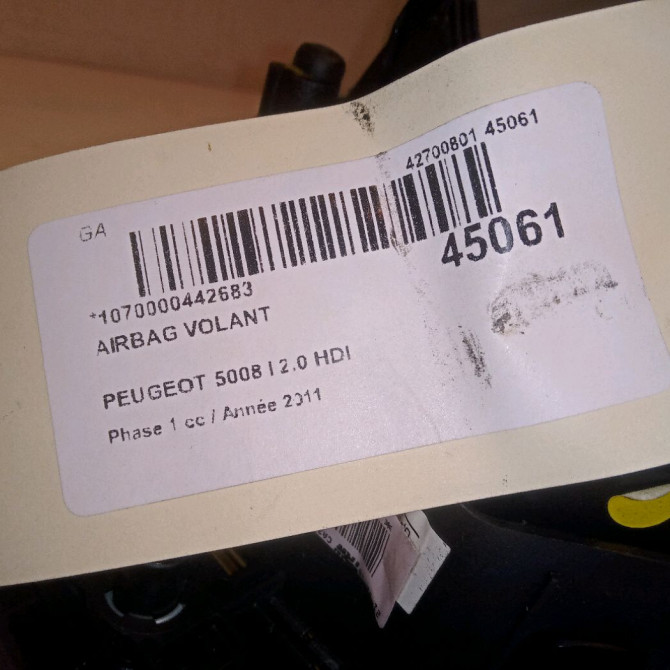 GA
42700801 45061
45061
*1070000442683
AIRBAG VOLANT
PEUGEOT 5008 I 2.0 HDI
Phase 1 cc / Année 2011